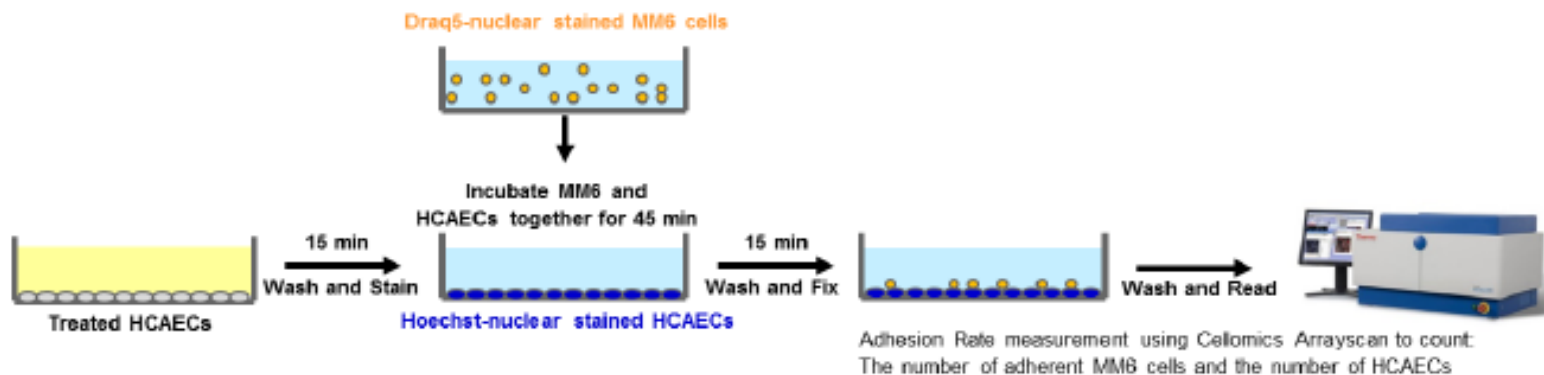 Draq5-nuclear stained MM6 cells
Incubate MM6 and
HCAECs together for 45 min
15 min
Wash and Stain
15 min
Wash and Fix
Wash and Read
Treated HCAECs
Hoechst-nuclear stained HCAECs
Adhesion Rate measurement using Cellomics Arrayscan to count:
The number of adherent MM6 cells and the number of HCAECs